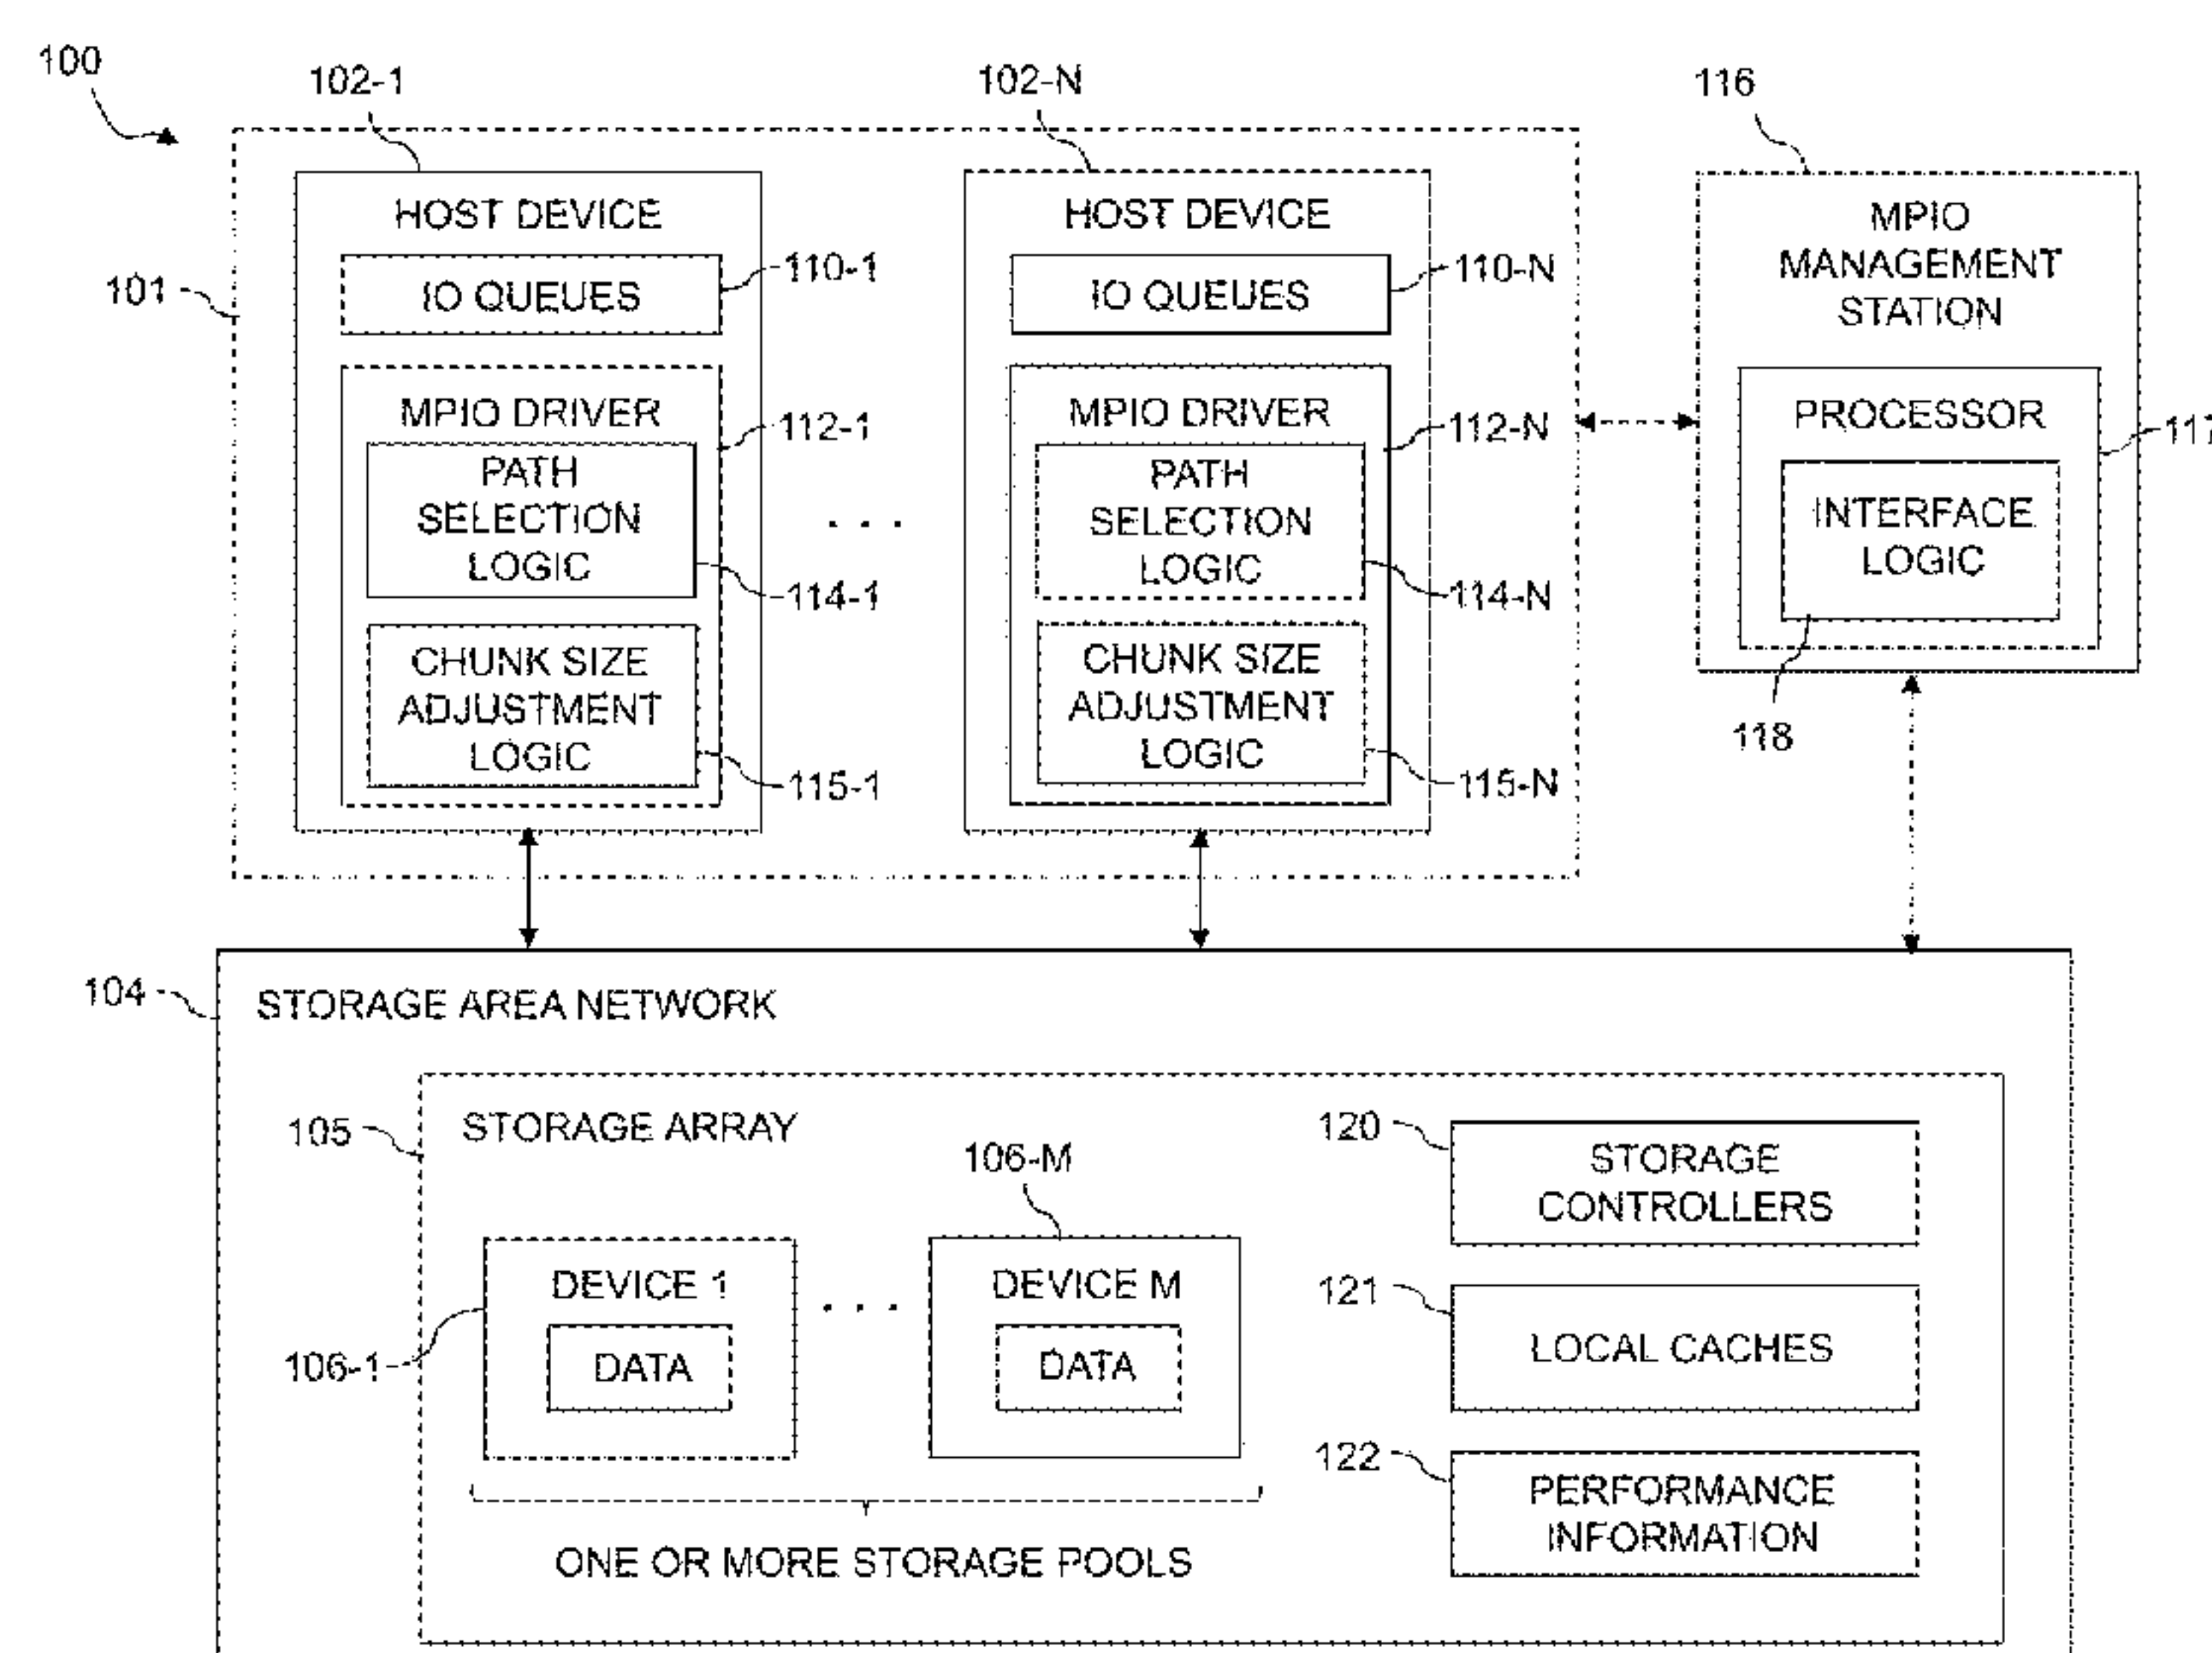 100
102-1
102-N
116
101
HOST DEVICE
IO QUEUES
110-1
MPIO DRIVER
112-1
PATH
SELECTION
LOGIC
114-1
CHUNK SIZE
ADJUSTMENT
LOGIC
115-1
. . .
HOST DEVICE
IO QUEUES
110-N
MPIO DRIVER
112-N
PATH
SELECTION
LOGIC
114-N
CHUNK SIZE
ADJUSTMENT
LOGIC
115-N
MPIO
MANAGEMENT
STATION
PROCESSOR
117
INTERFACE
LOGIC
118
104
STORAGE AREA NETWORK
105
STORAGE ARRAY
106-M
DEVICE 1
DATA
106-1
. . .
DEVICE M
DATA
ONE OR MORE STORAGE POOLS
120
STORAGE
CONTROLLERS
121
LOCAL CACHES
122
PERFORMANCE
INFORMATION